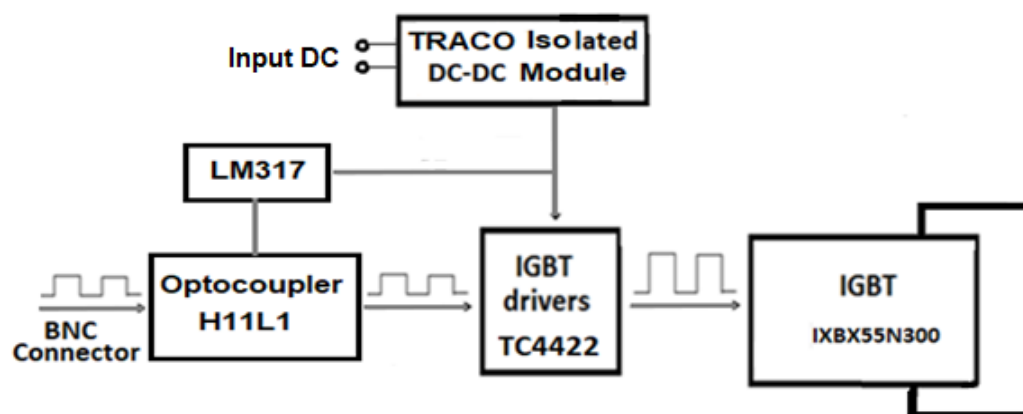 Input DC
TRACO Isolated
DC-DC Module
LM317
Optocoupler
H11L1
BNC
Connector
IGBT
drivers
TC4422
IGBT
IXBX55N300